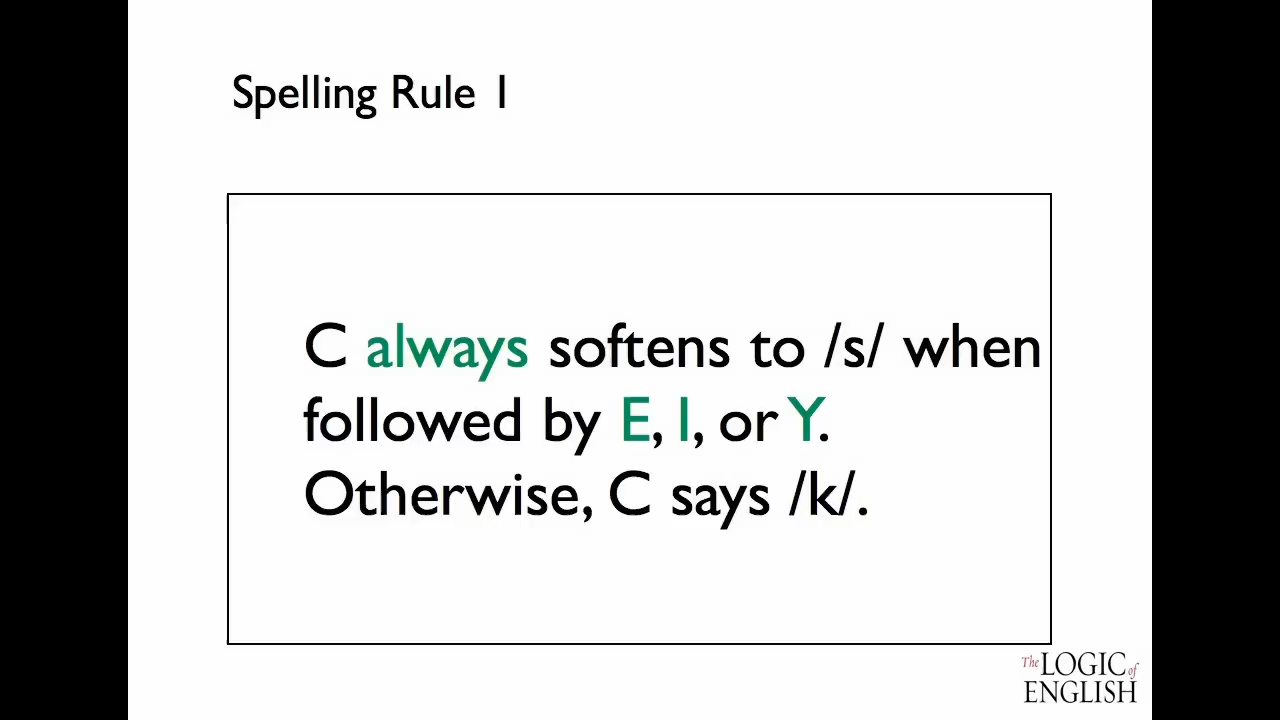 Spelling Rule 1
C always softens to /s/ when
followed by E, I, or Y.
Otherwise, C says /k/.
The LOGIC of
ENGLISH